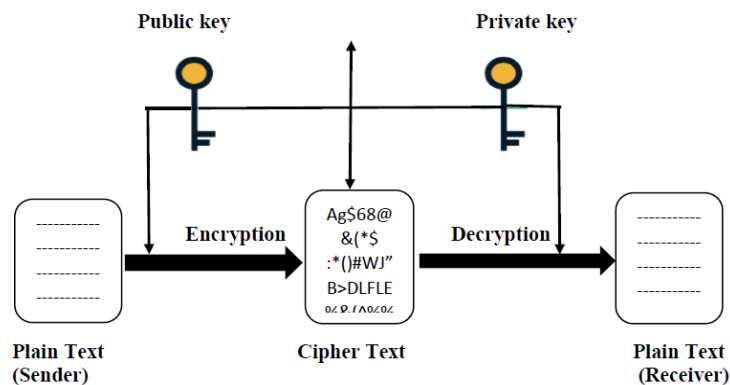 Public key
Private key
Ag$68@
&(*$
:*()#WJ”
B>DLFLE
Encryption
Decryption
Plain Text
(Sender)
Cipher Text
Plain Text
(Receiver)